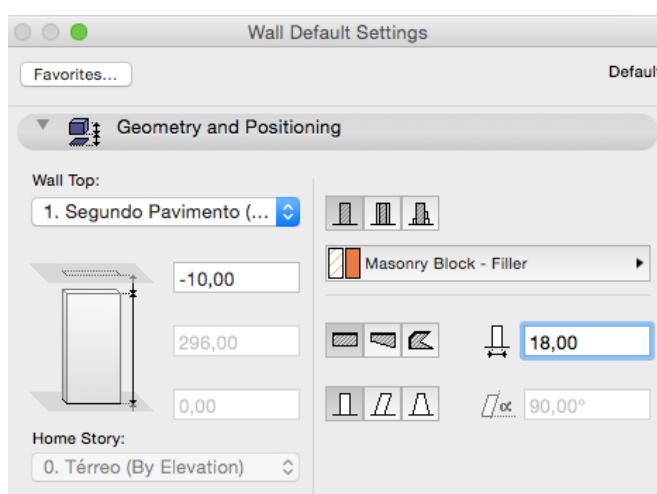 Wall Default Settings
Favorites...
Defaul
Geometry and Positioning
Wall Top:
1. Segundo Pavimento (...
Masonry Block - Filler
-10,00
296,00
18,00
0,00
α 90,00°
Home Story:
0. Térreo (By Elevation)